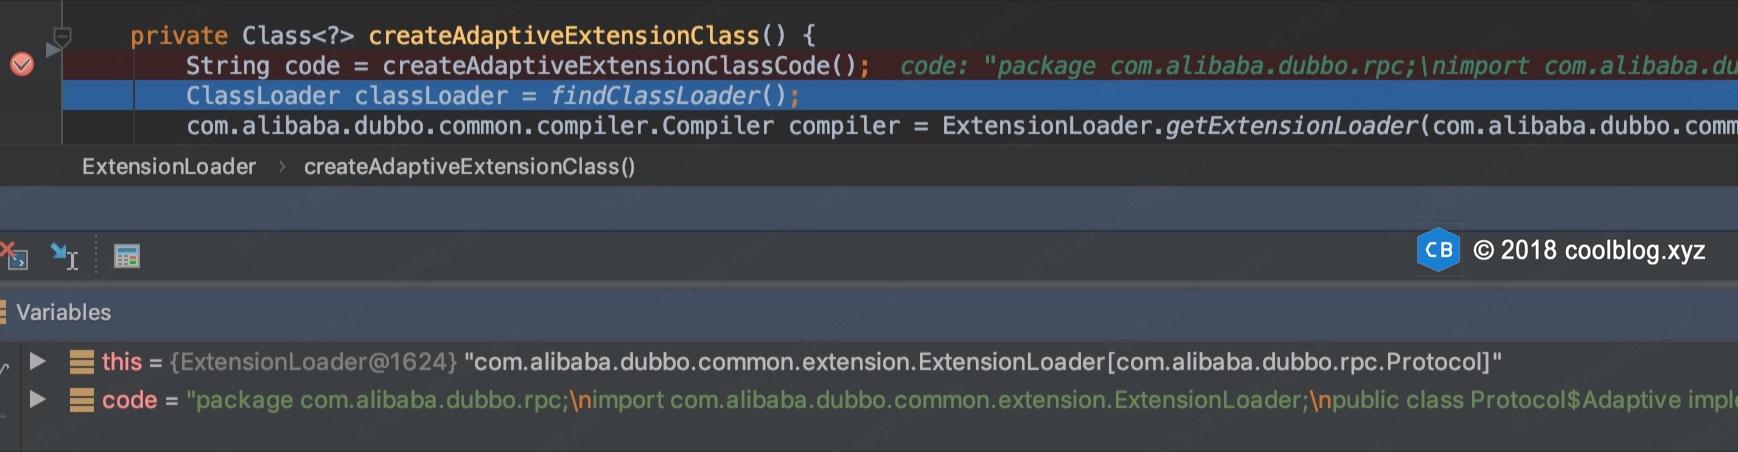 private Class<?> createAdaptiveExtensionClass() {
String code = createAdaptiveExtensionClassCode(); code: "package com.alibaba.dubbo.rpc;\nimport com.alibaba.du
ClassLoader classLoader = findClassLoader();
com.alibaba.dubbo.common.compiler.Compiler compiler = ExtensionLoader.getExtensionLoader(com.alibaba.dubbo.comm
ExtensionLoader › createAdaptiveExtensionClass()
CB © 2018 coolblog.xyz
Variables
this = {ExtensionLoader@1624} "com.alibaba.dubbo.common.extension.ExtensionLoader[com.alibaba.dubbo.rpc.Protocol]"
code = "package com.alibaba.dubbo.rpc;\nimport com.alibaba.dubbo.common.extension.ExtensionLoader;\npublic class Protocol$Adaptive imple